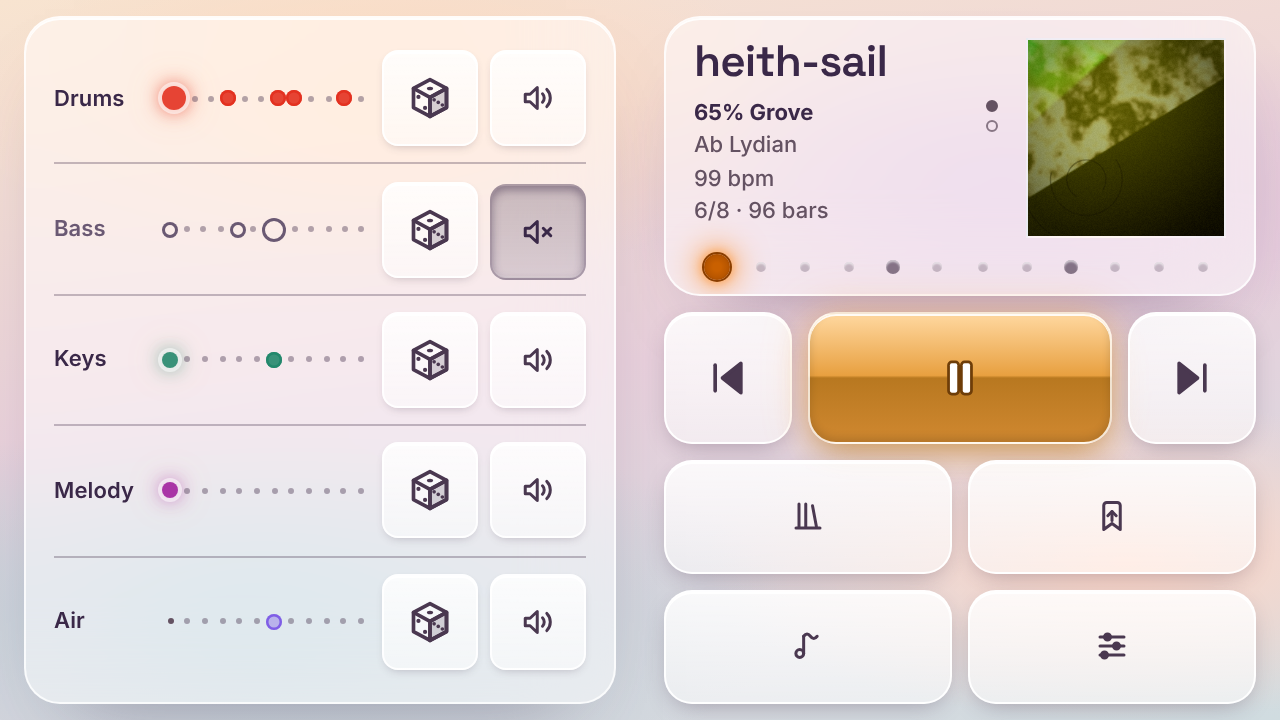 Drums
Bass
Keys
Melody
Air
heith-sail
65% Grove
Ab Lydian
99 bpm
6/8 · 96 bars